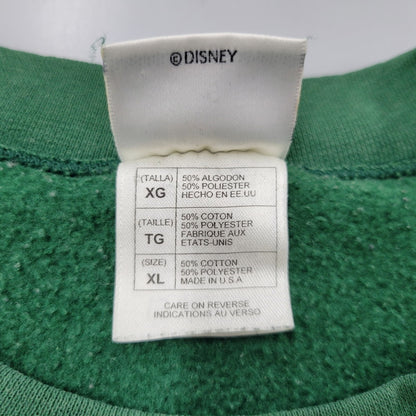 ©DISNEY
(TALLA) 50% ALGODON
XG 50% POLIESTER
HECHO EN EE.UU
(TAILLE) 50% COTON
TG 50% POLYESTER
FABRIQUE AUX
ETATS-UNIS
(SIZE) 50% COTTON
XL 50% POLYESTER
MADE IN U.S.A
CARE ON REVERSE
INDICATIONS AU VERSO